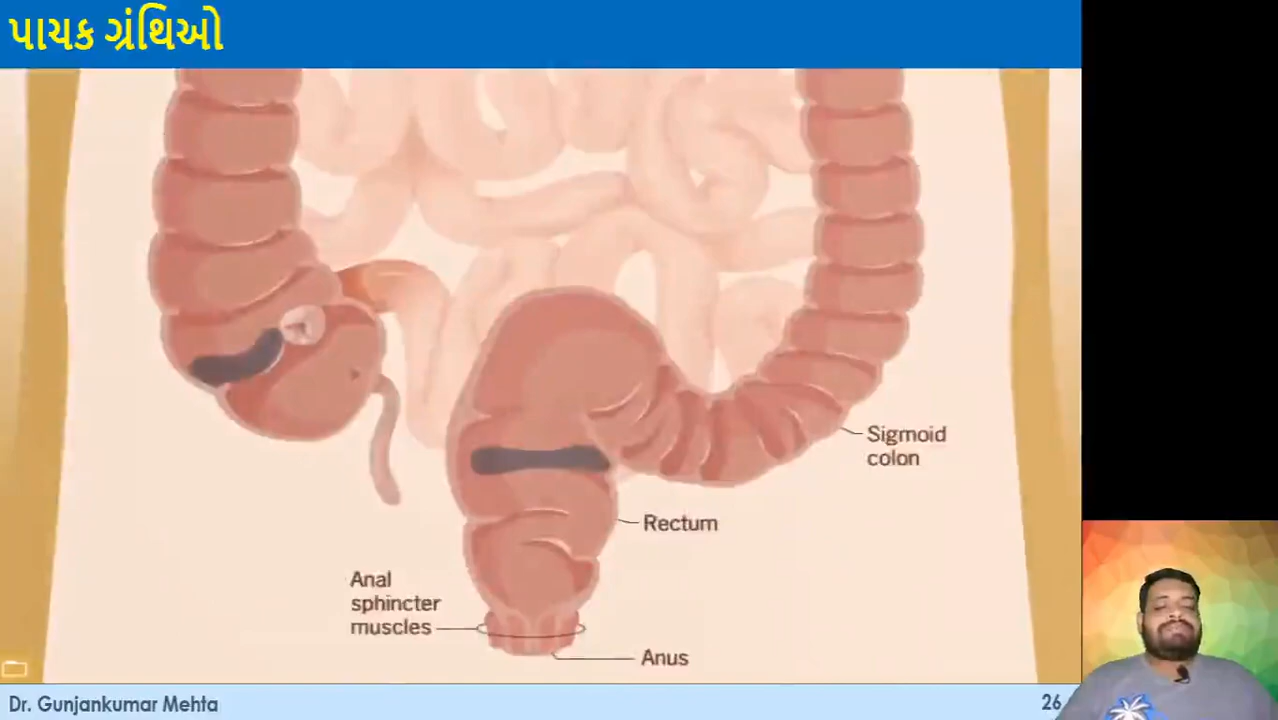 પાચક ગ્રંથિઓ
Sigmoid
colon
Rectum
Anal
sphincter
muscles
Anus
Dr. Gunjankumar Mehta
26